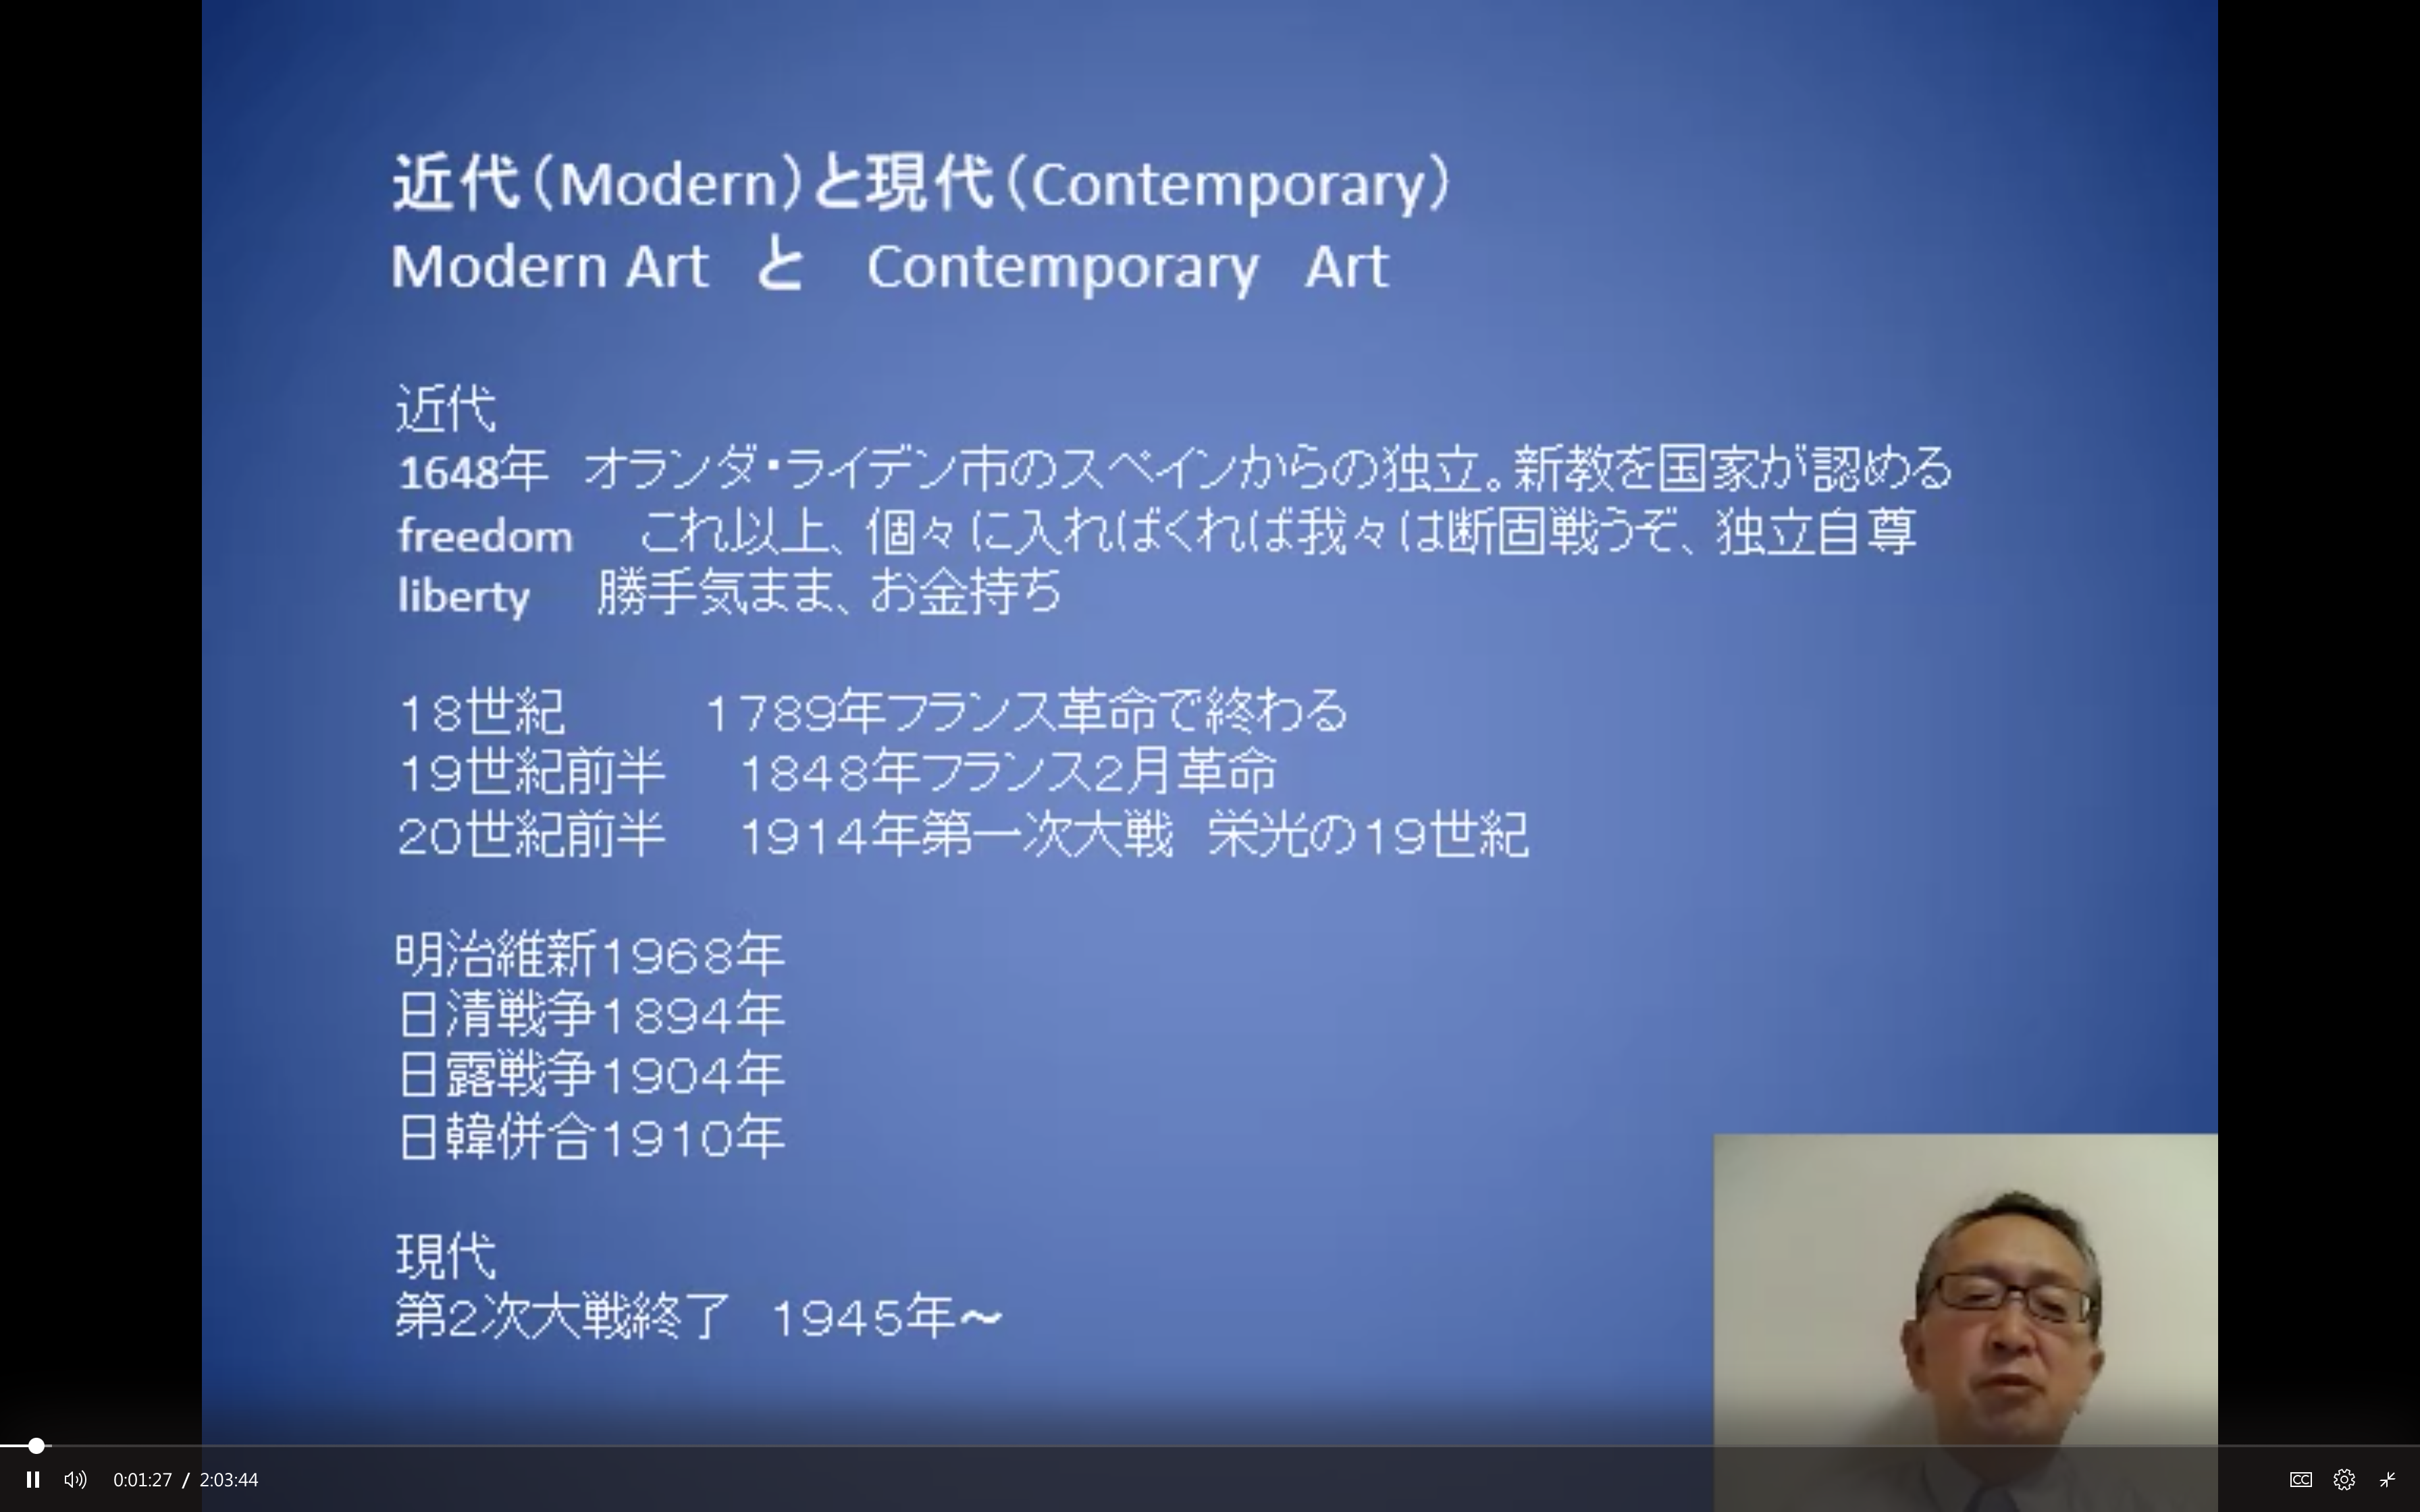 近代（Modern）と現代（Contemporary）
Modern Art　と　Contemporary　Art
近代
1648年　オランダ・ライデン市のスペインからの独立。新教を国家が認める
freedom　これ以上、個々に入ればくれば我々は断固戦うぞ、独立自尊
liberty　勝手気まま、お金持ち
１８世紀　　１７８９年フランス革命で終わる
１９世紀前半　１８４８年フランス２月革命
２０世紀前半　１９１４年第一次大戦　栄光の１９世紀
明治維新１９６８年
日清戦争１８９４年
日露戦争１９０４年
日韓併合１９１０年
現代
第２次大戦終了　１９４５年～
0:01:27 / 2:03:44
CC